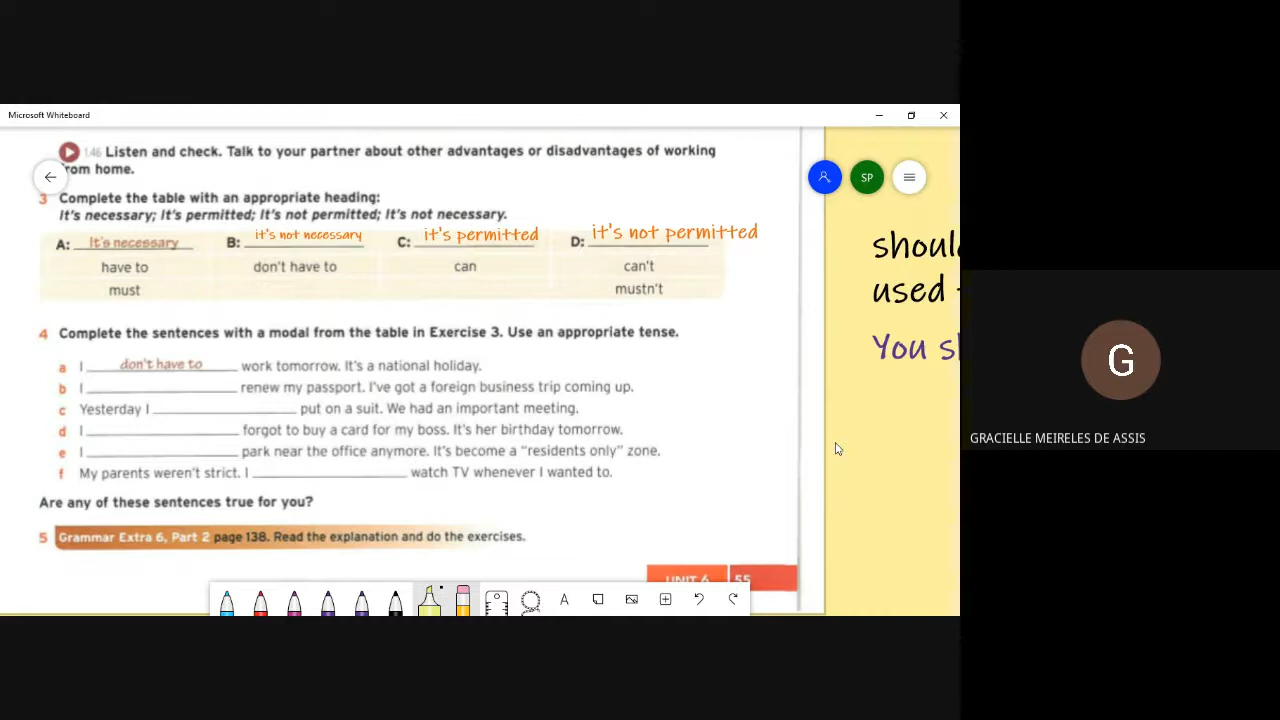 Microsoft Whiteboard
1.46 Listen and check. Talk to your partner about other advantages or disadvantages of working
from home.
SP
3 Complete the table with an appropriate heading:
It's necessary; It's permitted; It's not permitted; It's not necessary.
A: It's necessary B: it's not necessary C: it's permitted D: it's not permitted
have to don't have to can can't
must mustn't
4 Complete the sentences with a modal from the table in Exercise 3. Use an appropriate tense.
a I don't have to work tomorrow. It's a national holiday.
b I ____ renew my passport. I've got a foreign business trip coming up.
c Yesterday I ____ put on a suit. We had an important meeting.
d I ____ forgot to buy a card for my boss. It's her birthday tomorrow.
e I ____ park near the office anymore. It's become a “residents only” zone.
f My parents weren't strict. I ____ watch TV whenever I wanted to.
Are any of these sentences true for you?
5 Grammar Extra 6, Part 2 page 138. Read the explanation and do the exercises.
UNIT 6 55
used
You
G
GRACIELLE MEIRELES DE ASSIS